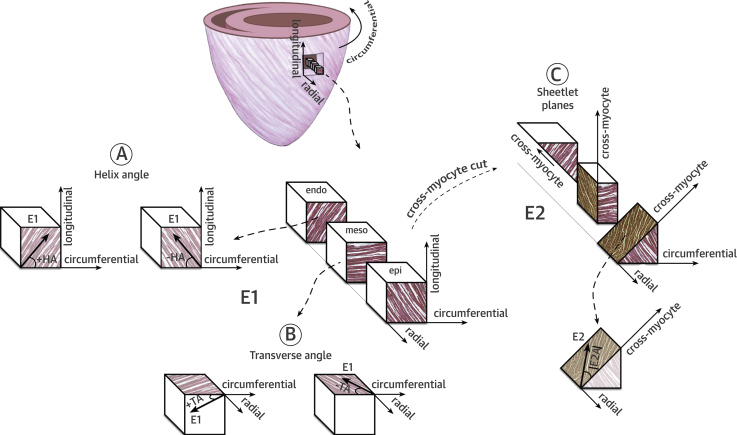 longitudinal
circumferential
radial
A
Helix angle
E1
+HA
longitudinal
circumferential
E1
-HA
longitudinal
circumferential
endo
meso
epi
longitudinal
circumferential
radial
E1
cross-myocyte cut
B
Transverse angle
+TA
E1
circumferential
radial
E1
-TA
circumferential
radial
C
Sheetlet
planes
cross-myocyte
cross-myocyte
cross-myocyte
E2
circumferential
radial
E2
|E2A|
cross-myocyte
radial